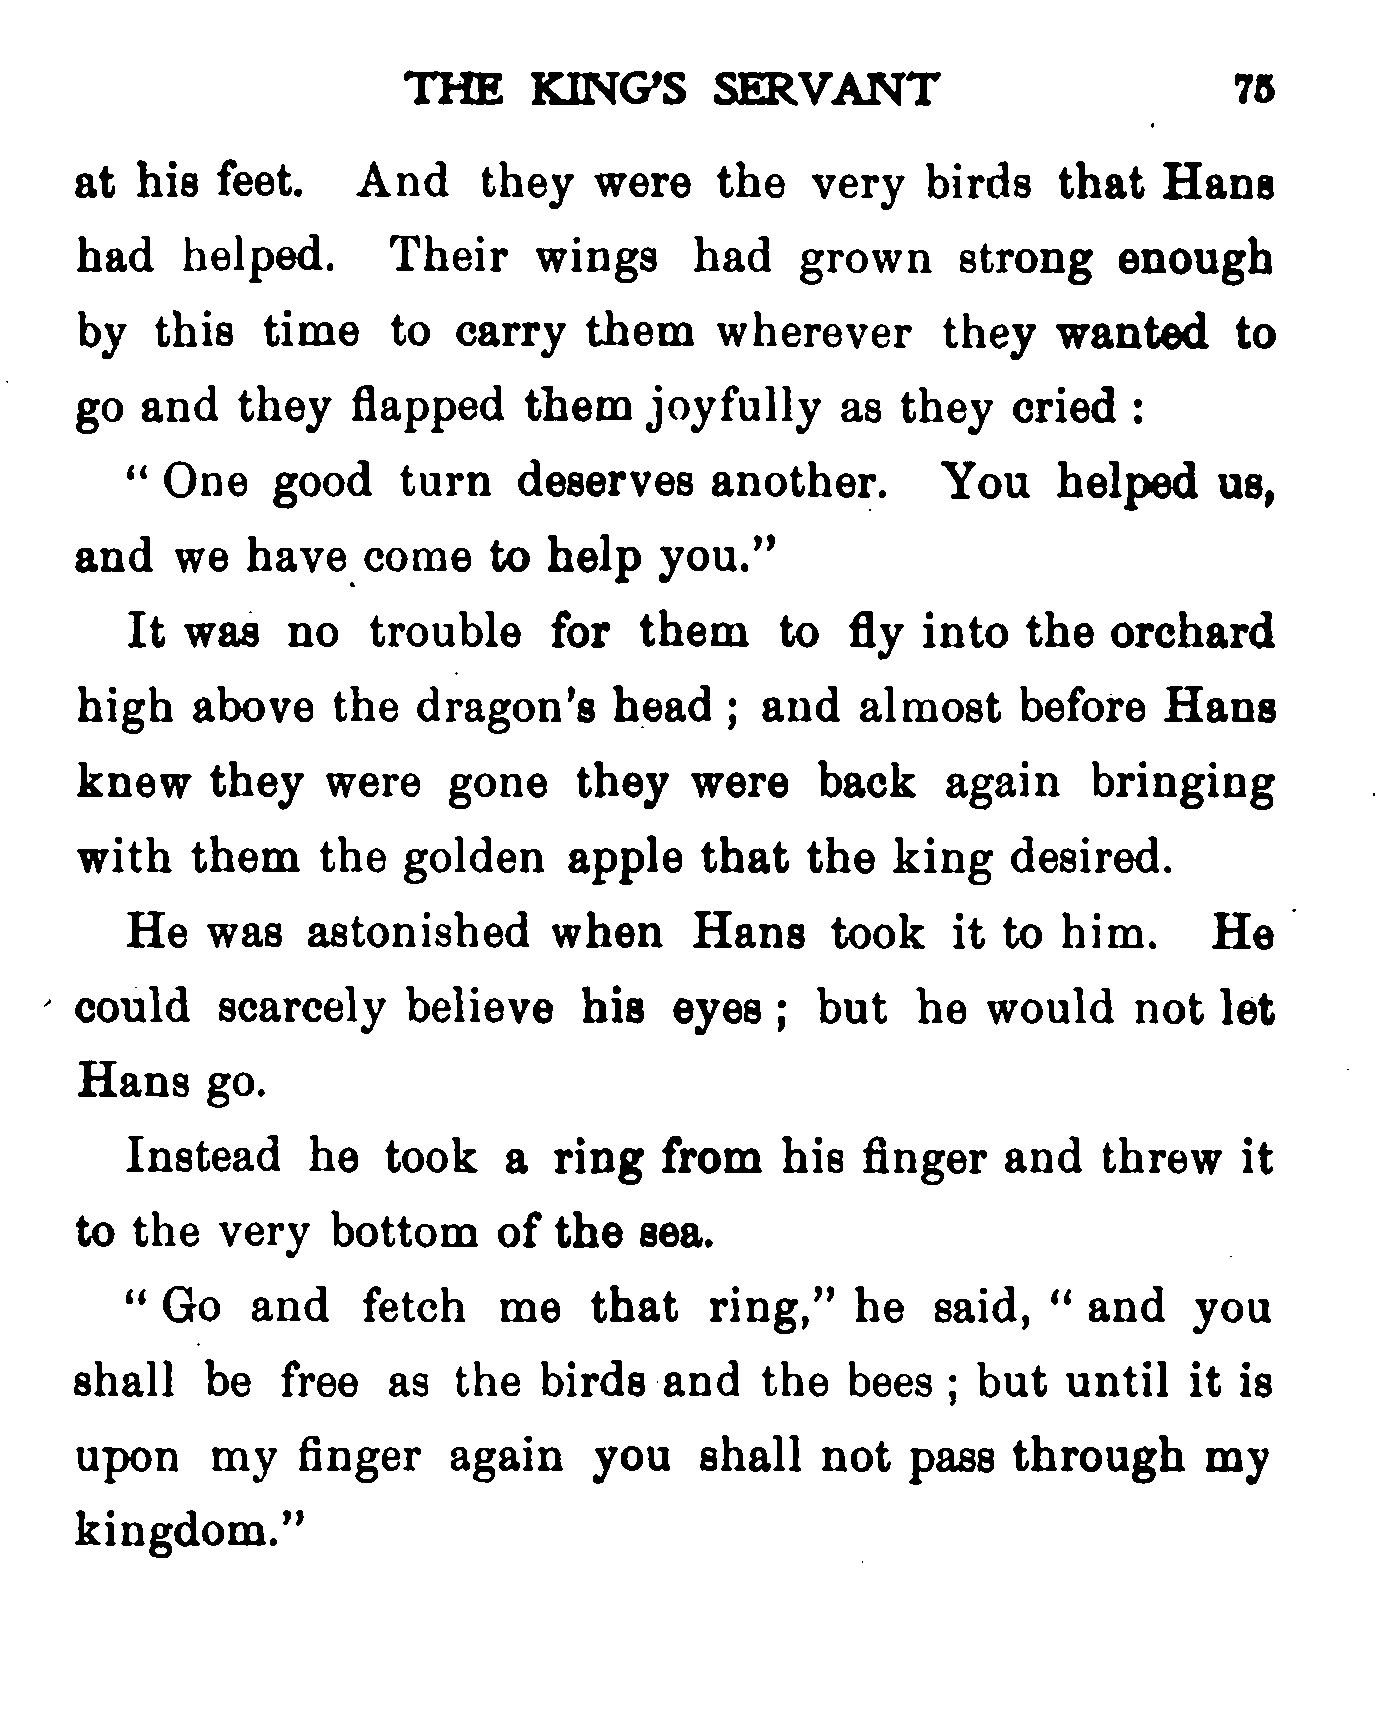 THE KING'S SERVANT 75
at his feet. And they were the very birds that Hans
had helped. Their wings had grown strong enough
by this time to carry them wherever they wanted to
go and they flapped them joyfully as they cried :
" One good turn deserves another. You helped us,
and we have come to help you."
It was no trouble for them to fly into the orchard
high above the dragon's head ; and almost before Hans
knew they were gone they were back again bringing
with them the golden apple that the king desired.
He was astonished when Hans took it to him. He
could scarcely believe his eyes ; but he would not let
Hans go.
Instead he took a ring from his finger and threw it
to the very bottom of the sea.
" Go and fetch me that ring," he said, " and you
shall be free as the birds and the bees ; but until it is
upon my finger again you shall not pass through my
kingdom."